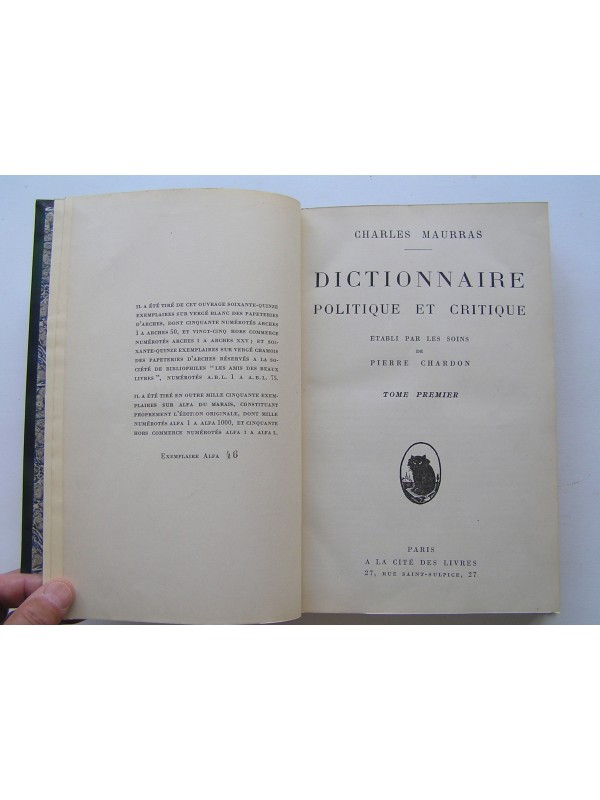 IL A ÉTÉ TIRÉ DE CET OUVRAGE SOIXANTE-QUINZE
EXEMPLAIRES SUR VERGÉ BLANC DES PAPETERIES
D'ARCHES, DONT CINQUANTE NUMÉROTÉS ARCHES
1 A ARCHES 50, ET VINGT-CINQ HORS COMMERCE
NUMÉROTÉS ARCHES I A ARCHES XXV; ET SOI-
XANTE-QUINZE EXEMPLAIRES SUR VERGÉ CHAMOIS
DES PAPETERIES D'ARCHES RÉSERVÉS A LA SO-
CIÉTÉ DE BIBLIOPHILES "LES AMIS DES BEAUX
LIVRES", NUMÉROTÉS A.B.L. 1 A A.B.L. 75.
IL A ÉTÉ TIRÉ EN OUTRE MILLE CINQUANTE EXEM-
PLAIRES SUR ALFA DU MARAIS, CONSTITUANT
PROPREMENT L'ÉDITION ORIGINALE, DONT MILLE
NUMÉROTÉS ALFA 1 A ALFA 1000, ET CINQUANTE
HORS COMMERCE NUMÉROTÉS ALFA I A ALFA L.
EXEMPLAIRE ALFA 46
CHARLES MAURRAS
DICTIONNAIRE
POLITIQUE ET CRITIQUE
ETABLI PAR LES SOINS
DE
PIERRE CHARDON
TOME PREMIER
PARIS
A LA CITÉ DES LIVRES
27, RUE SAINT-SULPICE, 27